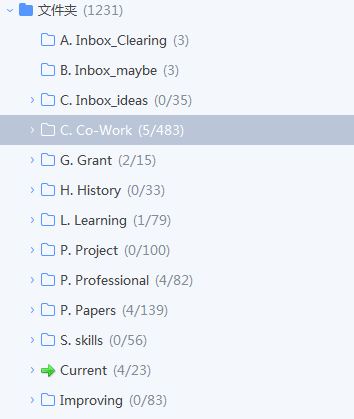 文件夹 (1231)
A. Inbox_Clearing (3)
B. Inbox_maybe (3)
C. Inbox_ideas (0/35)
C. Co-Work (5/483)
G. Grant (2/15)
H. History (0/33)
L. Learning (1/79)
P. Project (0/100)
P. Professional (4/82)
P. Papers (4/139)
S. skills (0/56)
Current (4/23)
Improving (0/83)